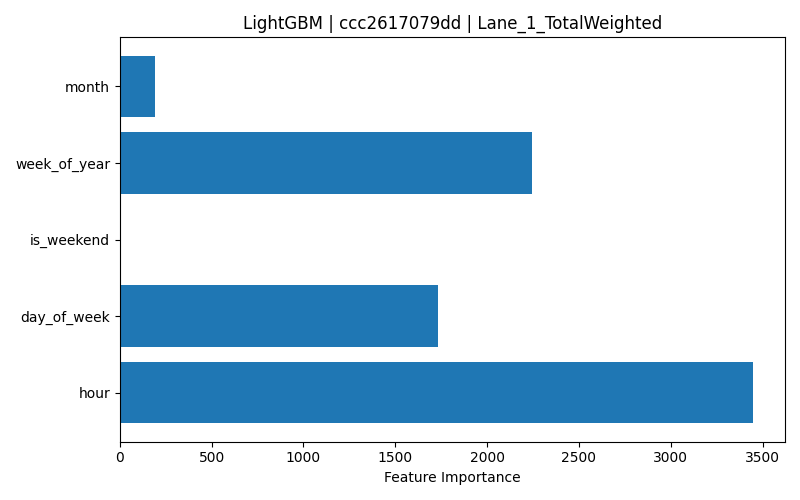 LightGBM | ccc2617079dd | Lane_1_TotalWeighted
month
week_of_year
is_weekend
day_of_week
hour
0 500 1000 1500 2000 2500 3000 3500
Feature Importance